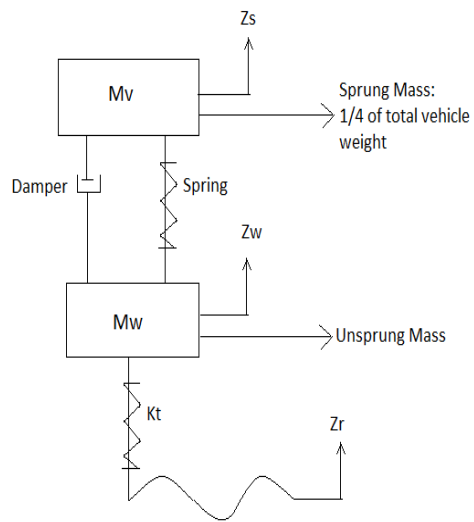 Zs
Mv
Sprung Mass:
1/4 of total vehicle
weight
Damper
Spring
Zw
Mw
Unsprung Mass
Kt
Zr